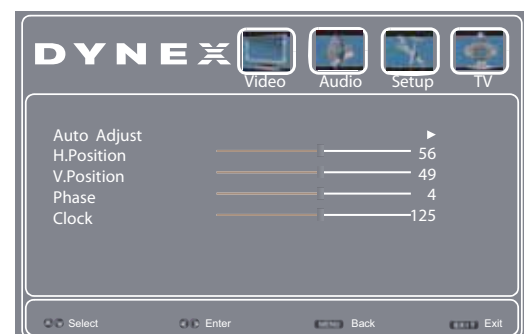 DYNEX
Video Audio Setup TV
Auto Adjust
H.Position 56
V.Position 49
Phase 4
Clock 125
Select Enter MENU Back EXIT Exit